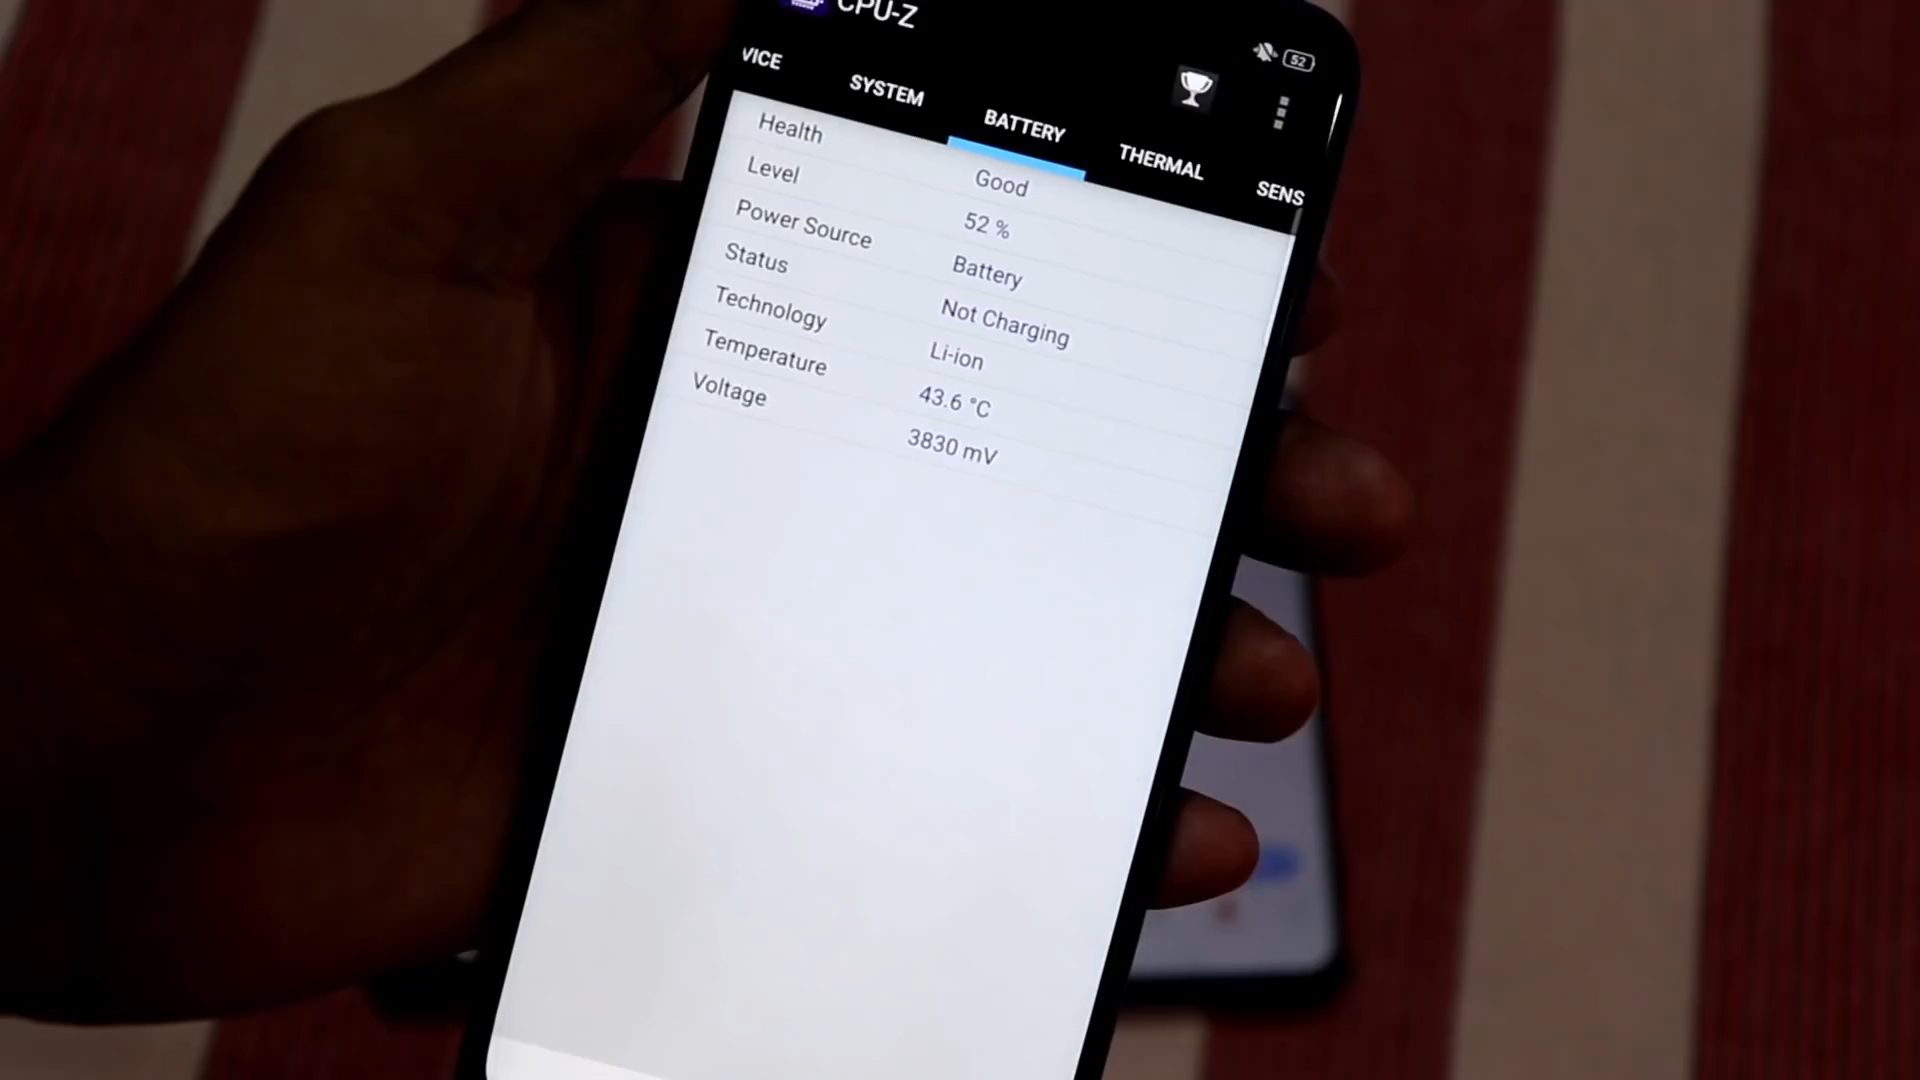 CPU-Z
52
VICE
SYSTEM
BATTERY
THERMAL
SENS
Health
Good
Level
52 %
Power Source
Battery
Status
Not Charging
Technology
Li-ion
Temperature
43.6 °C
Voltage
3830 mV